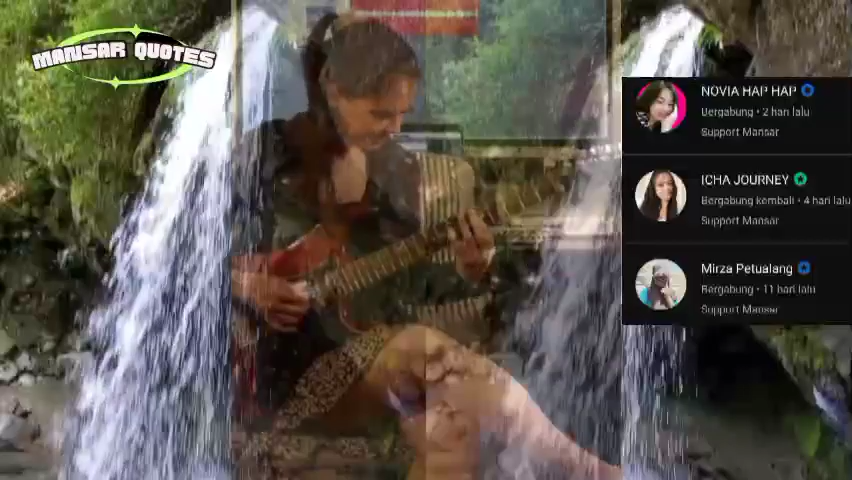 MANSAR QUOTES
NOVIA HAP HAP
Bergabung • 2 hari lalu
Support Mansar
ICHA JOURNEY
Bergabung kembali • 4 hari lalu
Support Mansar
Mirza Petualang
Bergabung • 11 hari lalu
Support Mansar